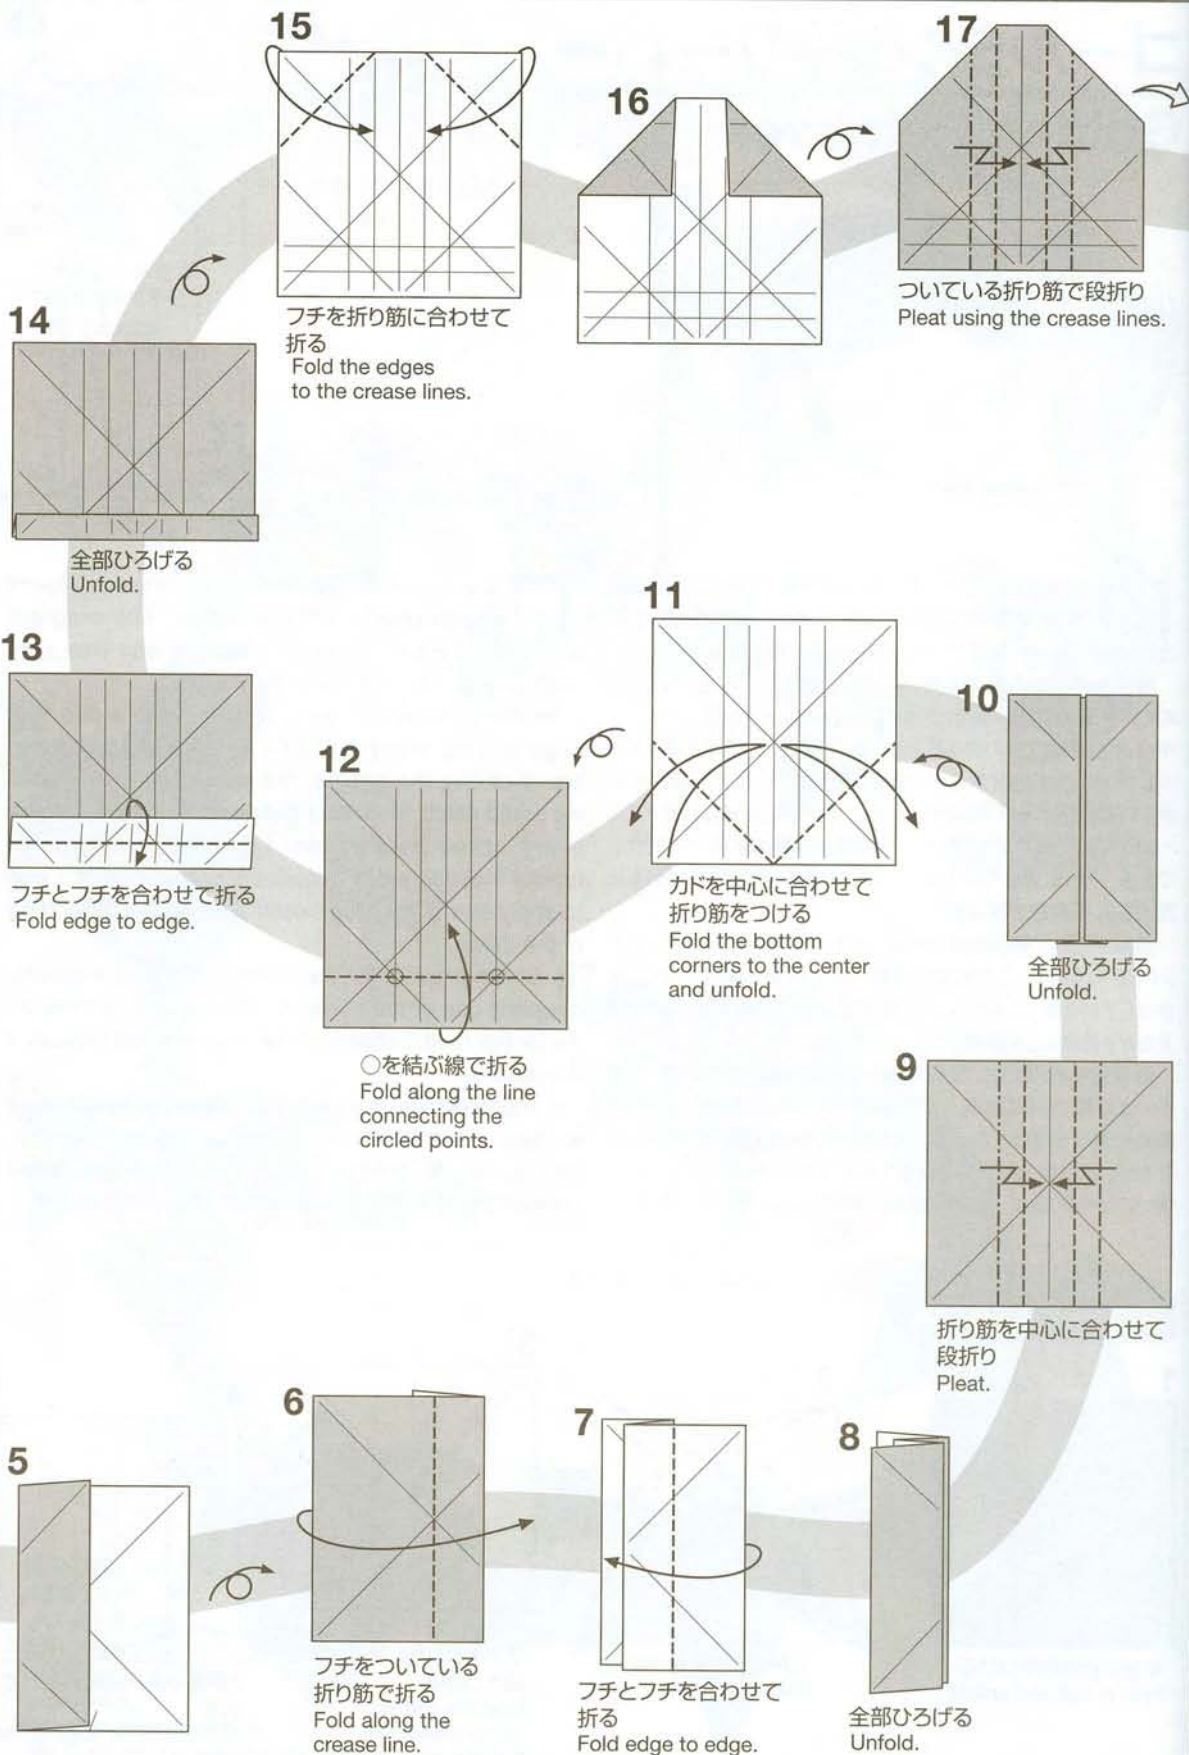 5
6
フチをついている
折り筋で折る
Fold along the
crease line.
7
フチとフチを合わせて
折る
Fold edge to edge.
8
全部ひろげる
Unfold.
9
折り筋を中心に合わせて
段折り
Pleat.
10
全部ひろげる
Unfold.
11
カドを中心に合わせて
折り筋をつける
Fold the bottom
corners to the center
and unfold.
12
○を結ぶ線で折る
Fold along the line
connecting the
circled points.
13
フチとフチを合わせて折る
Fold edge to edge.
14
全部ひろげる
Unfold.
15
フチを折り筋に合わせて
折る
Fold the edges
to the crease lines.
16
17
ついている折り筋で段折り
Pleat using the crease lines.